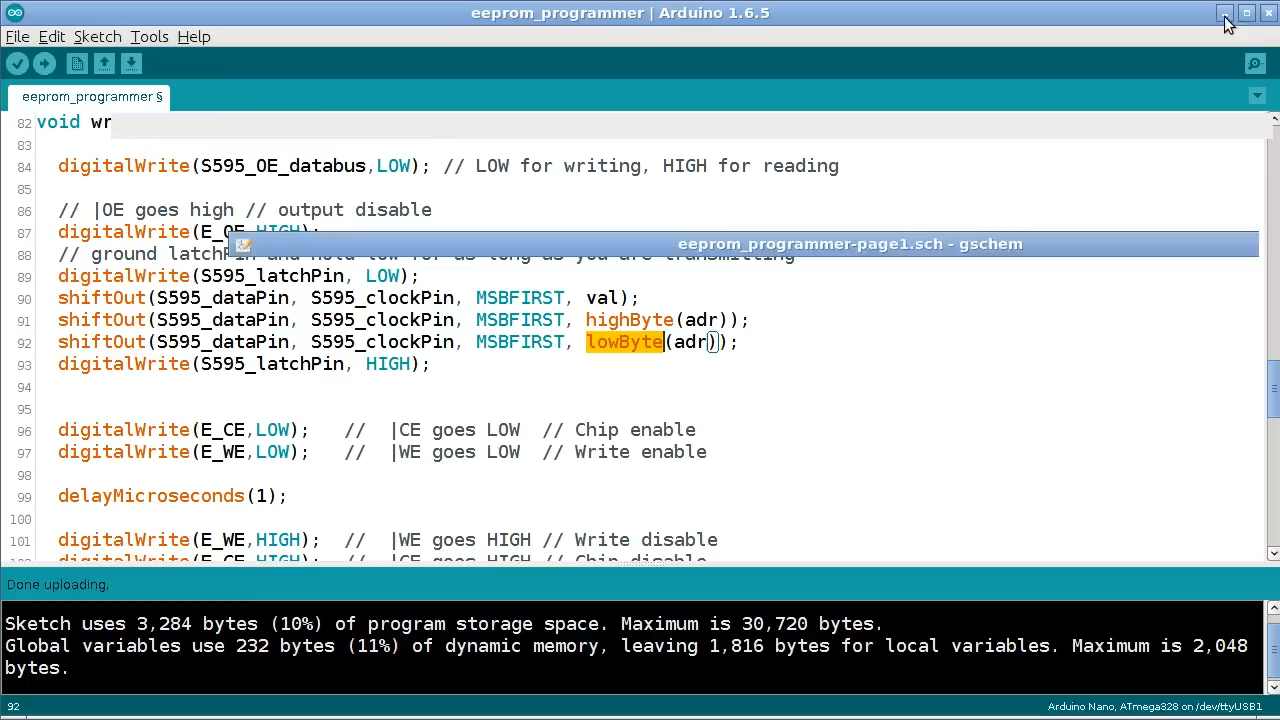 eeprom_programmer | Arduino 1.6.5
File Edit Sketch Tools Help
eeprom_programmer §
82 void wr
83
84 digitalWrite(S595_OE_databus,LOW); // LOW for writing, HIGH for reading
85
86 // |OE goes high // output disable
87 digitalWrite(E_OE,HIGH);
eeprom_programmer-page1.sch - gschem
88 // ground latchPin and hold low for as long as you are transmitting
89 digitalWrite(S595_latchPin, LOW);
90 shiftOut(S595_dataPin, S595_clockPin, MSBFIRST, val);
91 shiftOut(S595_dataPin, S595_clockPin, MSBFIRST, highByte(adr));
92 shiftOut(S595_dataPin, S595_clockPin, MSBFIRST, lowByte(adr));
93 digitalWrite(S595_latchPin, HIGH);
94
95
96 digitalWrite(E_CE,LOW); // |CE goes LOW // Chip enable
97 digitalWrite(E_WE,LOW); // |WE goes LOW // Write enable
98
99 delayMicroseconds(1);
100
101 digitalWrite(E_WE,HIGH); // |WE goes HIGH // Write disable
digitalWrite(E_CE,HIGH); // |CE goes HIGH // Chip disable
Done uploading.
Sketch uses 3,284 bytes (10%) of program storage space. Maximum is 30,720 bytes.
Global variables use 232 bytes (11%) of dynamic memory, leaving 1,816 bytes for local variables. Maximum is 2,048
bytes.
92 Arduino Nano, ATmega328 on /dev/ttyUSB1